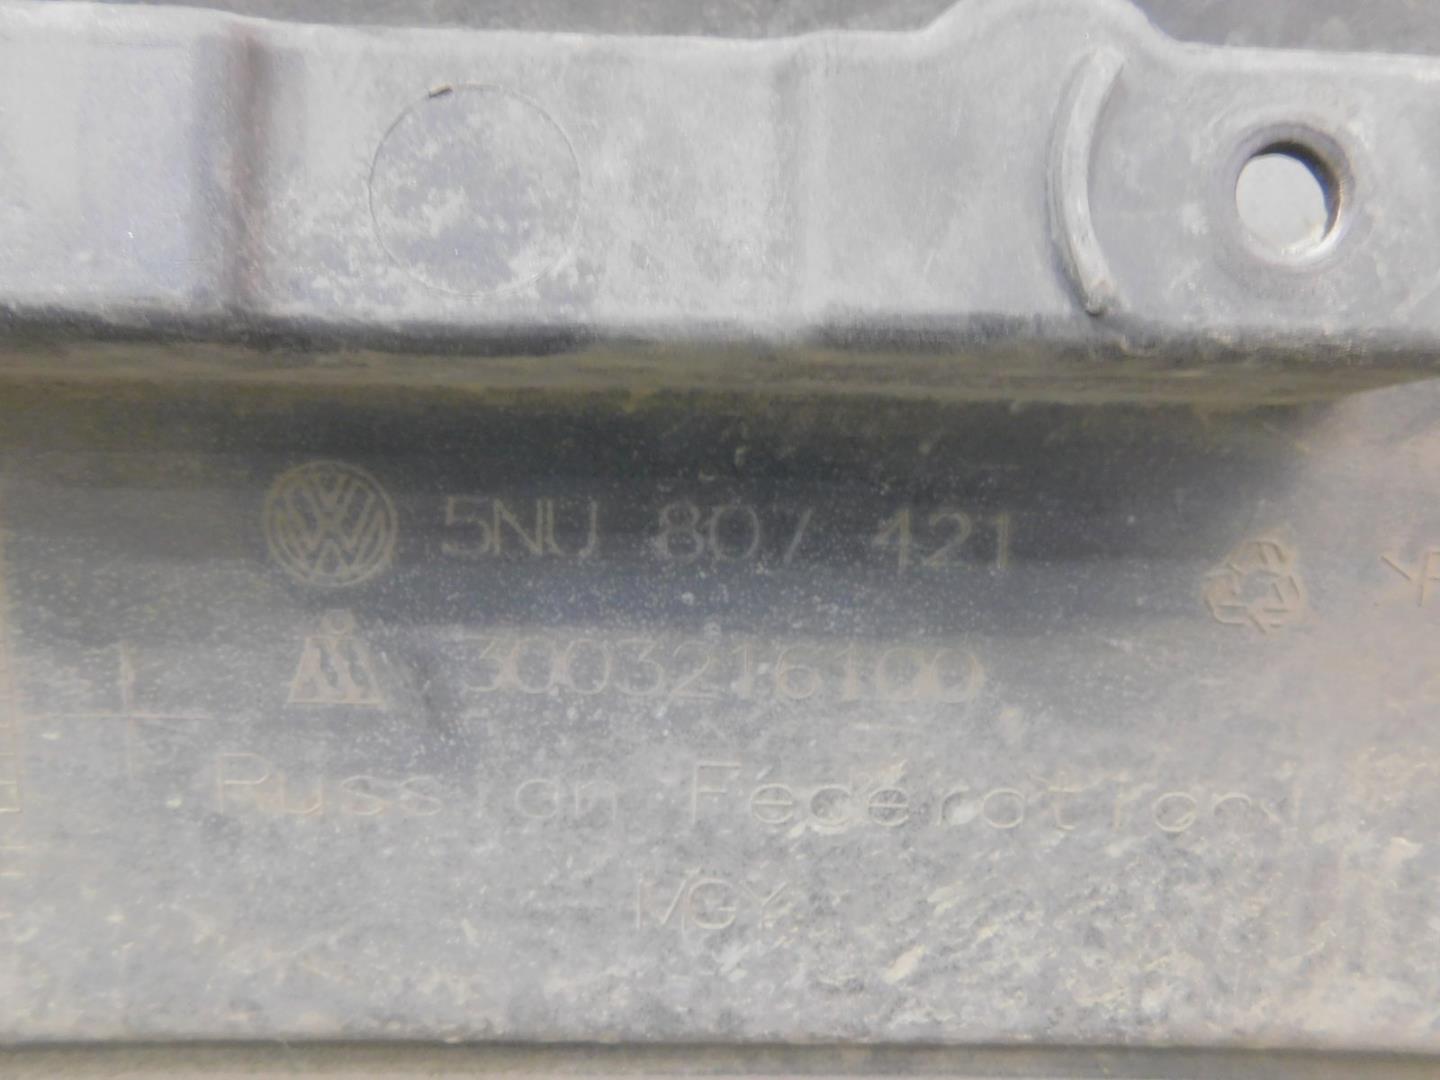 5NU 807 421
3003216100
Russian Federation